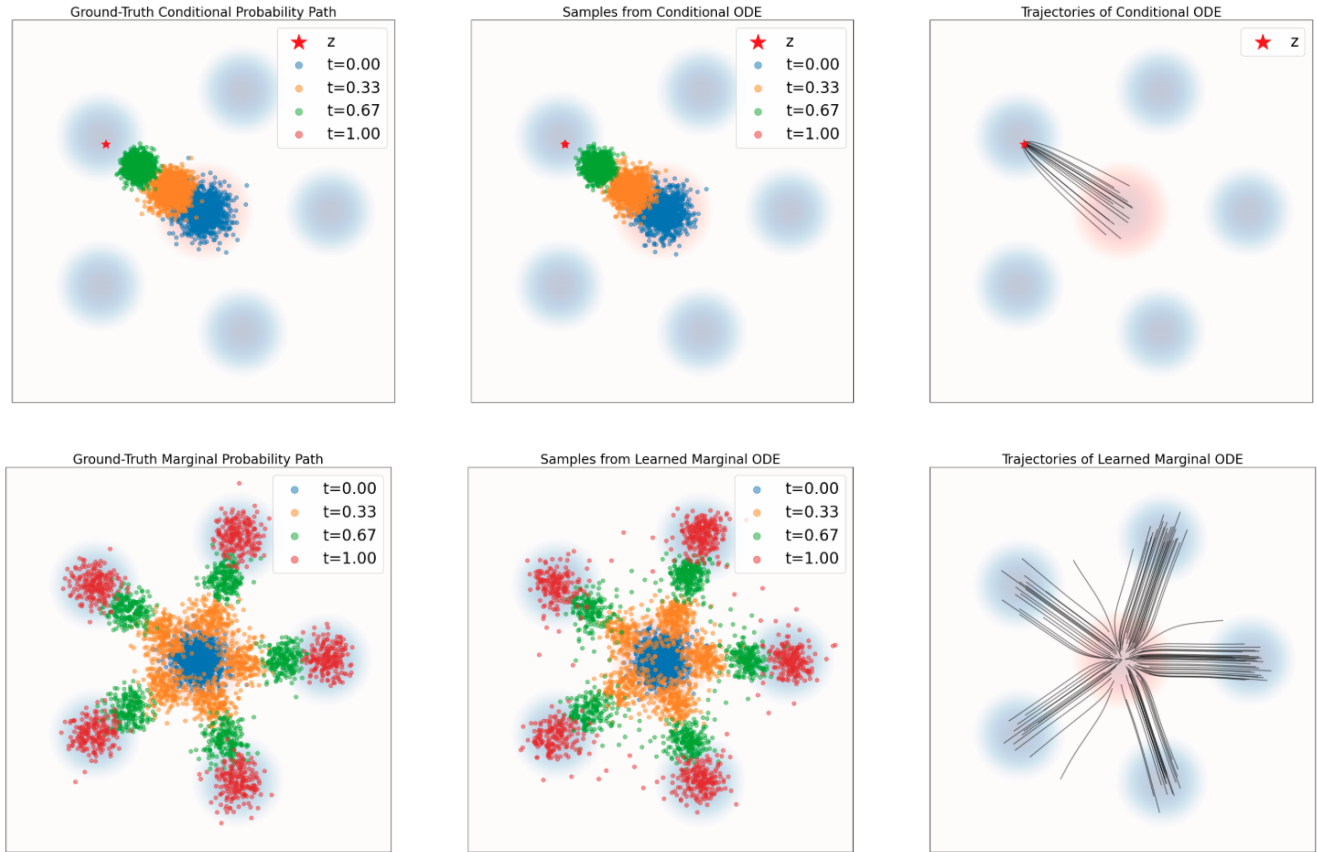 Ground-Truth Conditional Probability Path
z
t=0.00
t=0.33
t=0.67
t=1.00
Samples from Conditional ODE
z
t=0.00
t=0.33
t=0.67
t=1.00
Trajectories of Conditional ODE
z
Ground-Truth Marginal Probability Path
t=0.00
t=0.33
t=0.67
t=1.00
Samples from Learned Marginal ODE
t=0.00
t=0.33
t=0.67
t=1.00
Trajectories of Learned Marginal ODE